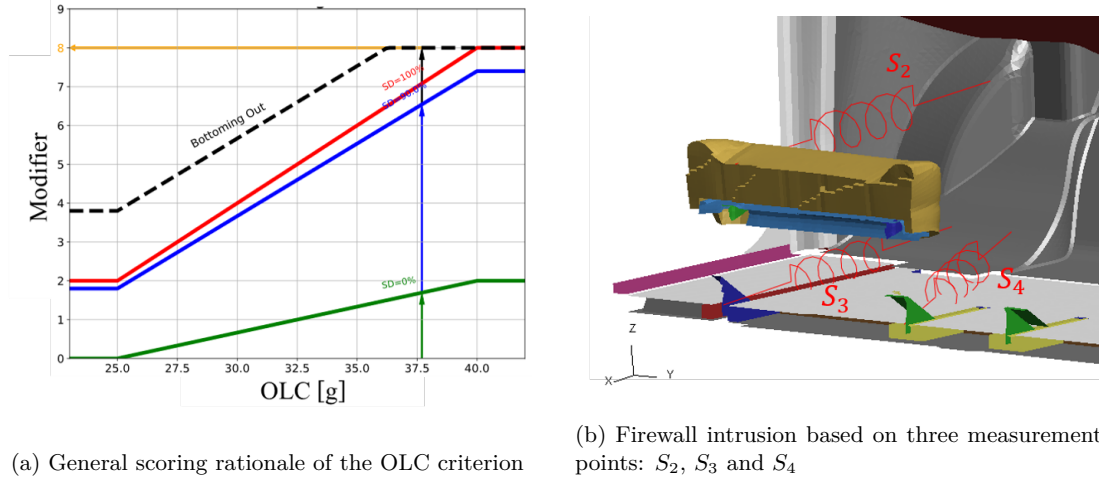 9
8
7
6
5
4
3
2
1
0
Modifier
Bottoming Out
SD=100%
SD=0%
25.0 27.5 30.0 32.5 35.0 37.5 40.0
OLC [g]
(a) General scoring rationale of the OLC criterion
S₂
S₃
S₄
Z
X
Y
(b) Firewall intrusion based on three measurement
points: S₂, S₃ and S₄